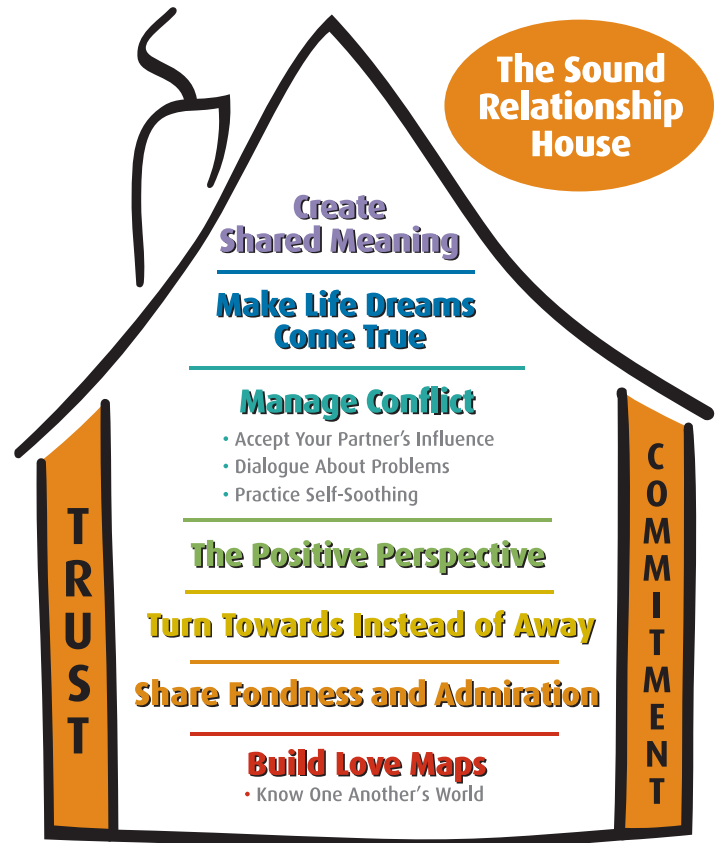 The Sound
Relationship
House
Create
Shared Meaning
Make Life Dreams
Come True
Manage Conflict
• Accept Your Partner's Influence
• Dialogue About Problems
• Practice Self-Soothing
The Positive Perspective
Turn Towards Instead of Away
Share Fondness and Admiration
Build Love Maps
• Know One Another's World
TRUST
COMMITMENT